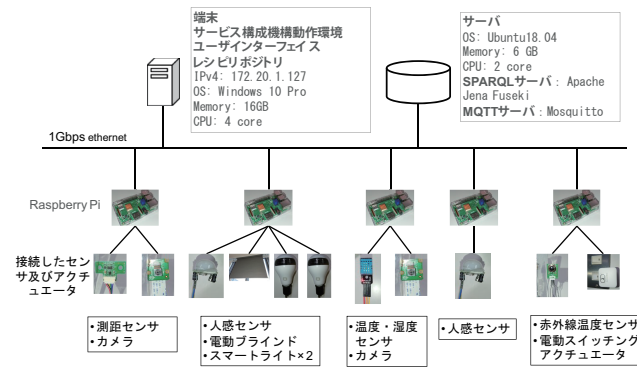 端末
サービス構成機構動作環境
ユーザインターフェイス
レシピリポジトリ
IPv4: 172.20.1.127
OS: Windows 10 Pro
Memory: 16GB
CPU: 4 core
サーバ
OS: Ubuntu18.04
Memory: 6 GB
CPU: 2 core
SPARQLサーバ：Apache
Jena Fuseki
MQTTサーバ：Mosquitto
1Gbps ethernet
Raspberry Pi
接続したセン
サ及びアクチ
ュエータ
•測距センサ
•カメラ
•人感センサ
•電動ブラインド
•スマートライト×2
•温度・湿度
センサ
•カメラ
•人感センサ
•赤外線温度センサ
•電動スイッチング
アクチュエータ